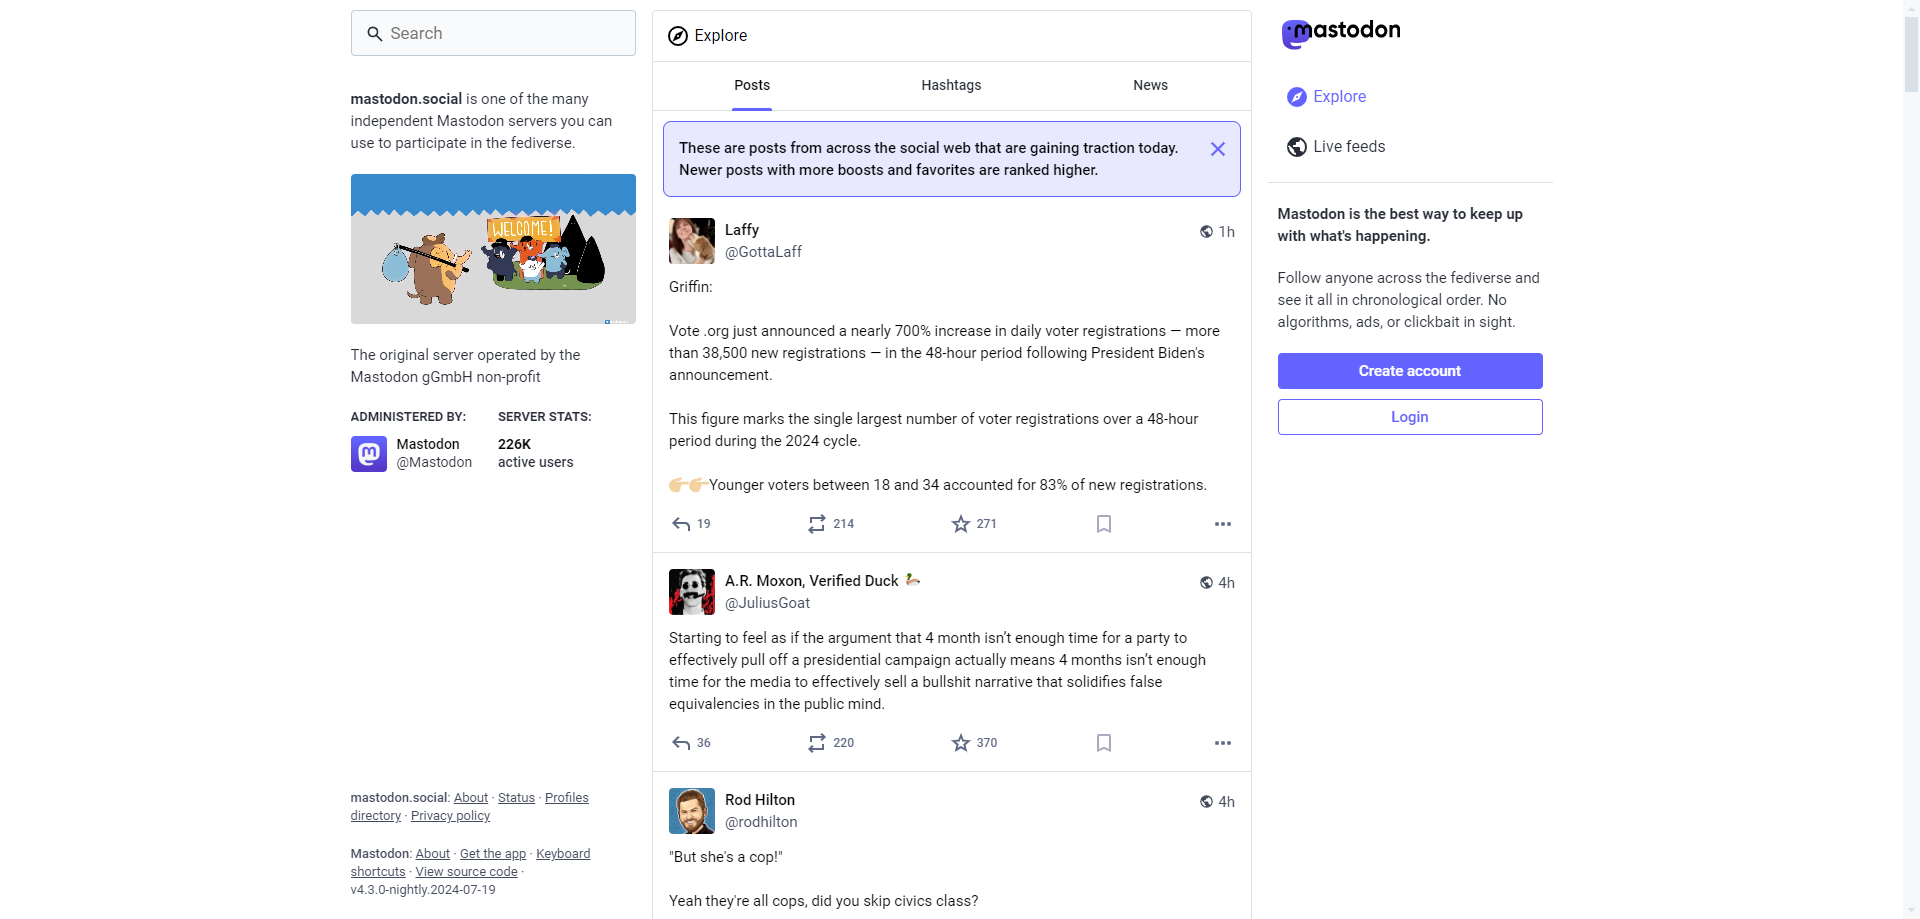 Search
mastodon.social is one of the many
independent Mastodon servers you can
use to participate in the fediverse.
WELCOME!
The original server operated by the
Mastodon gGmbH non-profit
ADMINISTERED BY:
Mastodon
@Mastodon
SERVER STATS:
226K
active users
mastodon.social: About · Status · Profiles
directory · Privacy policy
Mastodon: About · Get the app · Keyboard
shortcuts · View source code ·
v4.3.0-nightly.2024-07-19
Explore
Posts
Hashtags
News
These are posts from across the social web that are gaining traction today.
Newer posts with more boosts and favorites are ranked higher.
Laffy
@GottaLaff
1h
Griffin:
Vote .org just announced a nearly 700% increase in daily voter registrations — more
than 38,500 new registrations — in the 48-hour period following President Biden's
announcement.
This figure marks the single largest number of voter registrations over a 48-hour
period during the 2024 cycle.
👉🏼👉🏼Younger voters between 18 and 34 accounted for 83% of new registrations.
19 214 271
A.R. Moxon, Verified Duck 🦆
@JuliusGoat
4h
Starting to feel as if the argument that 4 month isn’t enough time for a party to
effectively pull off a presidential campaign actually means 4 months isn’t enough
time for the media to effectively sell a bullshit narrative that solidifies false
equivalencies in the public mind.
36 220 370
Rod Hilton
@rodhilton
4h
"But she's a cop!"
Yeah they're all cops, did you skip civics class?
mastodon
Explore
Live feeds
Mastodon is the best way to keep up
with what's happening.
Follow anyone across the fediverse and
see it all in chronological order. No
algorithms, ads, or clickbait in sight.
Create account
Login